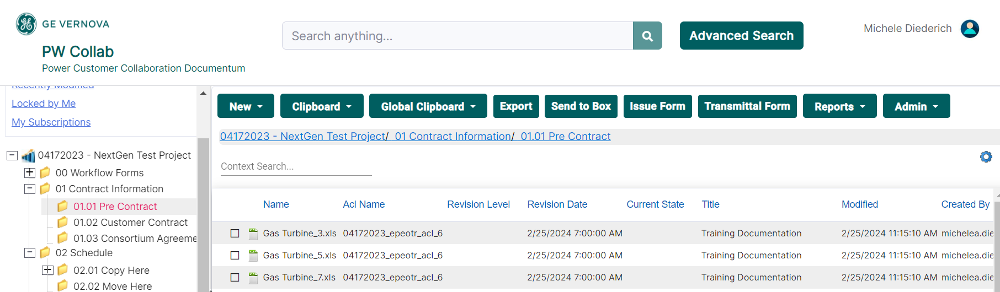 GE VERNOVA
PW Collab
Power Customer Collaboration Documentum
Search anything...
Advanced Search
Michele Diederich
Recently Modified
Locked by Me
My Subscriptions
New
Clipboard
Global Clipboard
Export
Send to Box
Issue Form
Transmittal Form
Reports
Admin
04172023 - NextGen Test Project/ 01 Contract Information/ 01.01 Pre Contract
Context Search...
04172023 - NextGen Test Project
00 Workflow Forms
01 Contract Information
01.01 Pre Contract
01.02 Customer Contract
01.03 Consortium Agreeme
02 Schedule
02.01 Copy Here
02.02 Move Here
Name Acl Name Revision Level Revision Date Current State Title Modified Created By
Gas Turbine_3.xls 04172023_epeotr_acl_6 2/25/2024 7:00:00 AM Training Documentation 2/25/2024 11:15:10 AM michelea.die
Gas Turbine_5.xls 04172023_epeotr_acl_6 2/25/2024 7:00:00 AM Training Documentation 2/25/2024 11:15:10 AM michelea.die
Gas Turbine_7.xls 04172023_epeotr_acl_6 2/25/2024 7:00:00 AM Training Documentation 2/25/2024 11:15:10 AM michelea.die